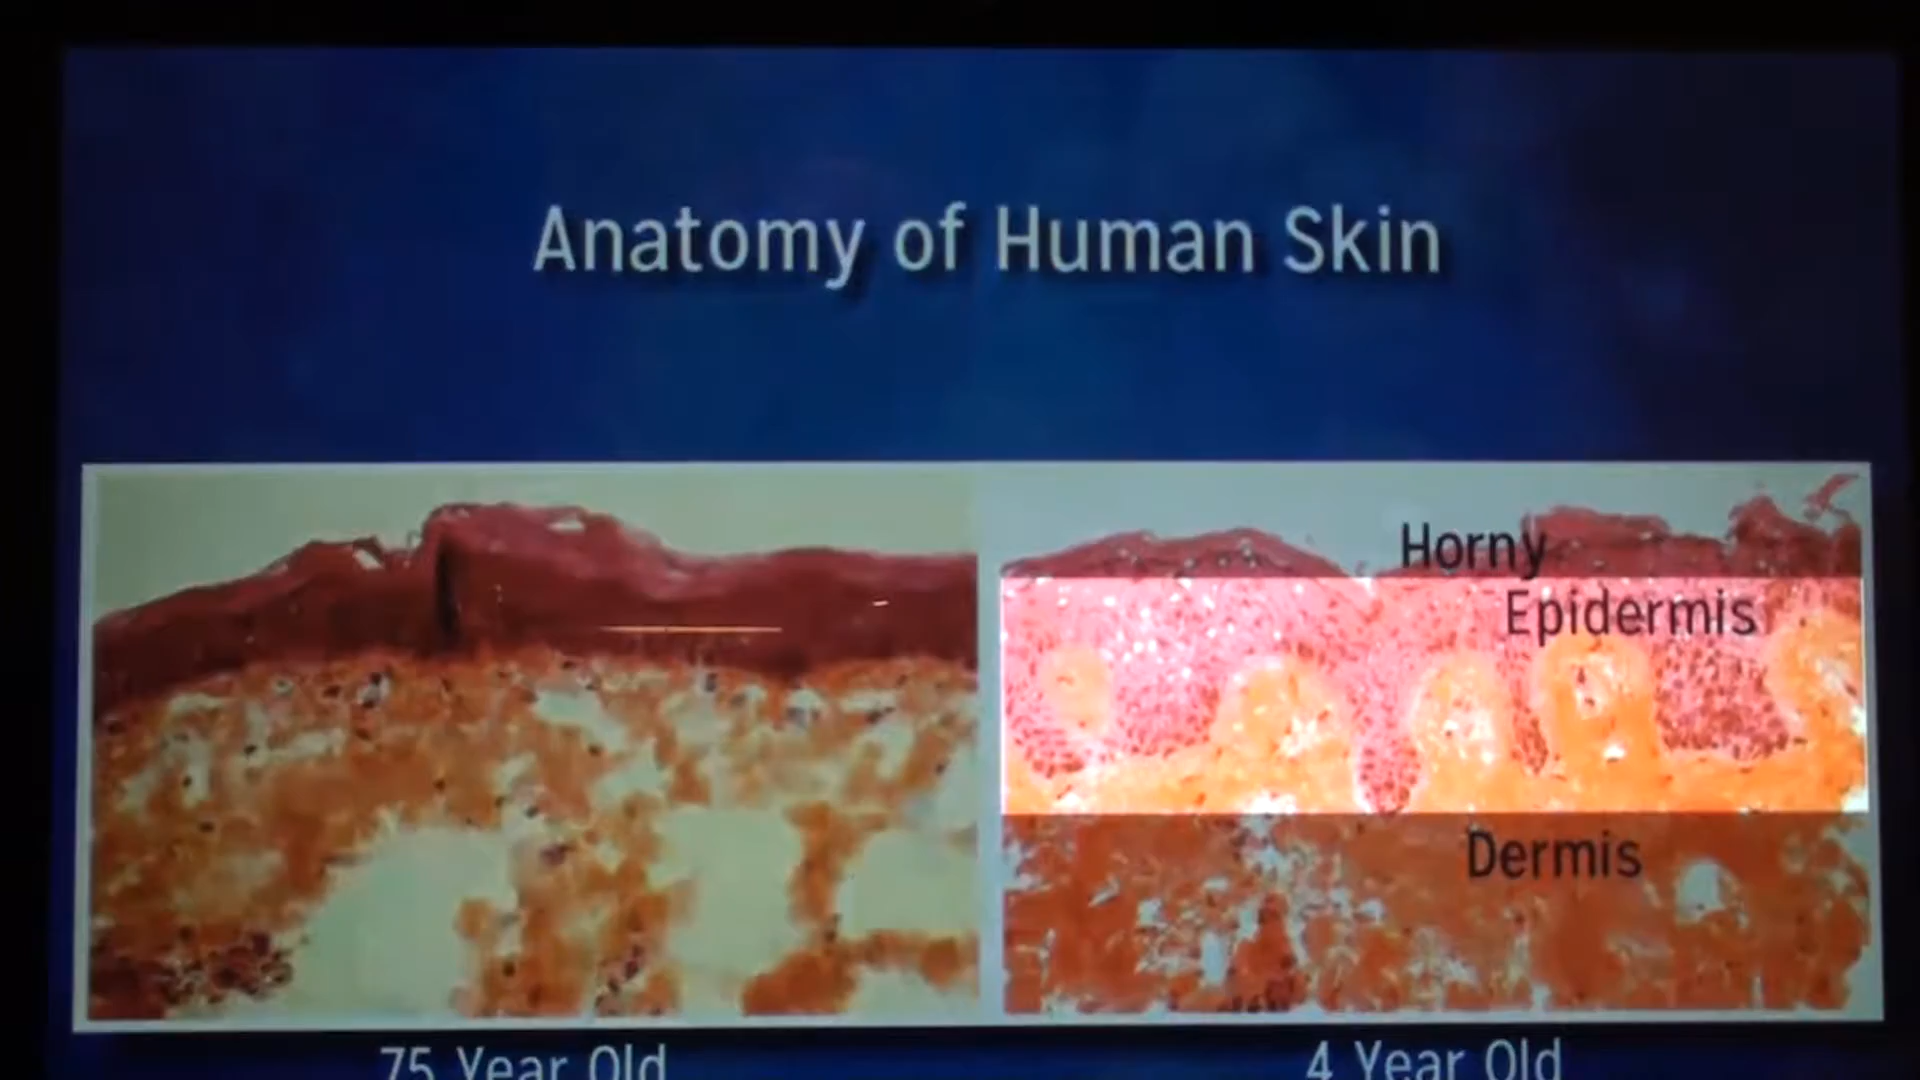 Anatomy of Human Skin
Horny
Epidermis
Dermis
75 Year Old
4 Year Old